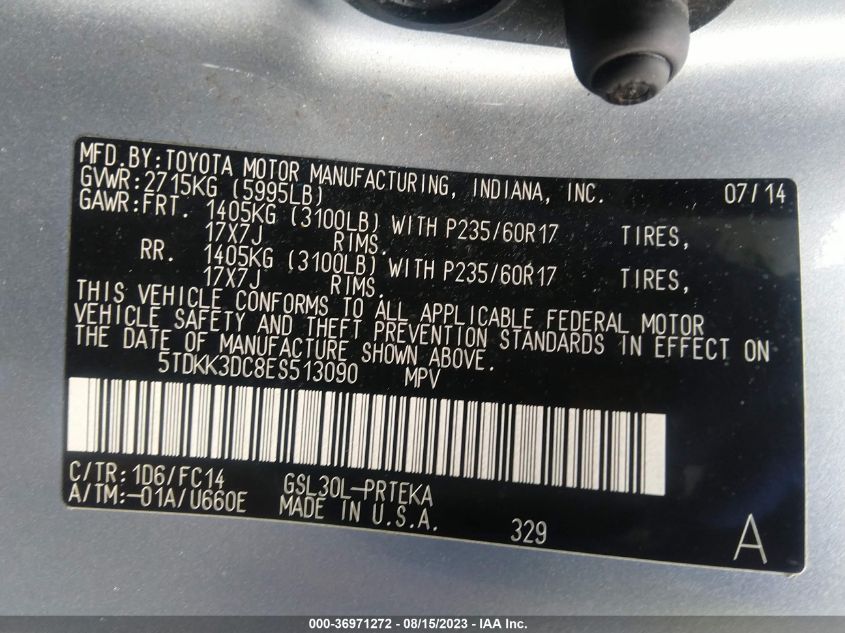 MFD.BY:TOYOTA MOTOR MANUFACTURING, INDIANA, INC. 07/14
GVWR:2715KG (5995LB)
GAWR:FRT. 1405KG (3100LB) WITH P235/60R17 TIRES,
17X7J RIMS.
RR. 1405KG (3100LB) WITH P235/60R17 TIRES,
17X7J RIMS.
THIS VEHICLE CONFORMS TO ALL APPLICABLE FEDERAL MOTOR
VEHICLE SAFETY AND THEFT PREVENTION STANDARDS IN EFFECT ON
THE DATE OF MANUFACTURE SHOWN ABOVE.
5TDKK3DC8ES513090 MPV
C/TR:1D6/FC14 GSL30L-PRTEKA
A/TM:-01A/U660E MADE IN U.S.A. 329 A
000-36971272 - 08/15/2023 - IAA Inc.